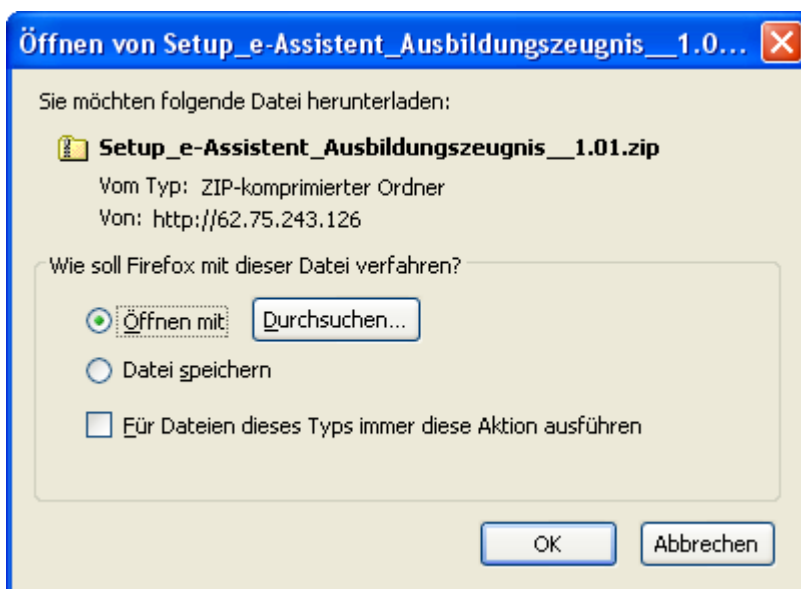 Öffnen von Setup_e-Assistent_Ausbildungszeugnis__1.0...
Sie möchten folgende Datei herunterladen:
Setup_e-Assistent_Ausbildungszeugnis__1.01.zip
Vom Typ: ZIP-komprimierter Ordner
Von: http://62.75.243.126
Wie soll Firefox mit dieser Datei verfahren?
Öffnen mit Durchsuchen...
Datei speichern
Für Dateien dieses Typs immer diese Aktion ausführen
OK Abbrechen